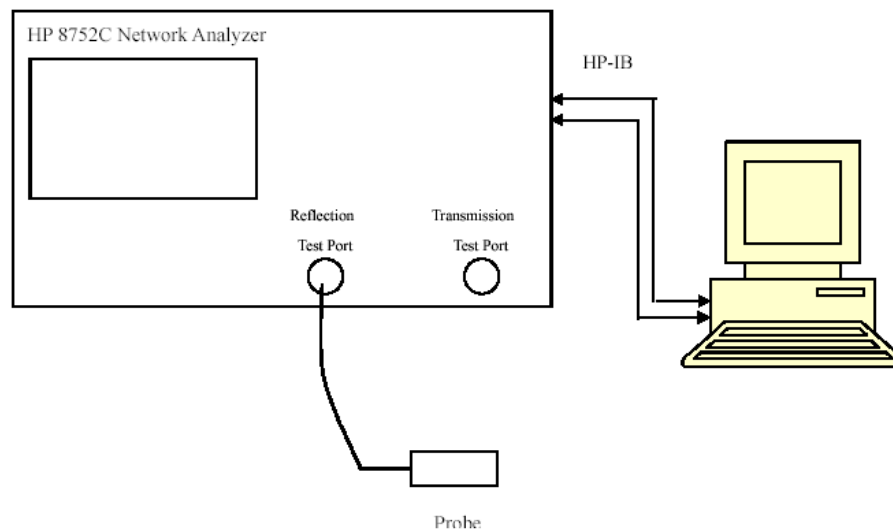 HP 8752C Network Analyzer
HP-IB
Reflection
Test Port
Transmission
Test Port
Probe